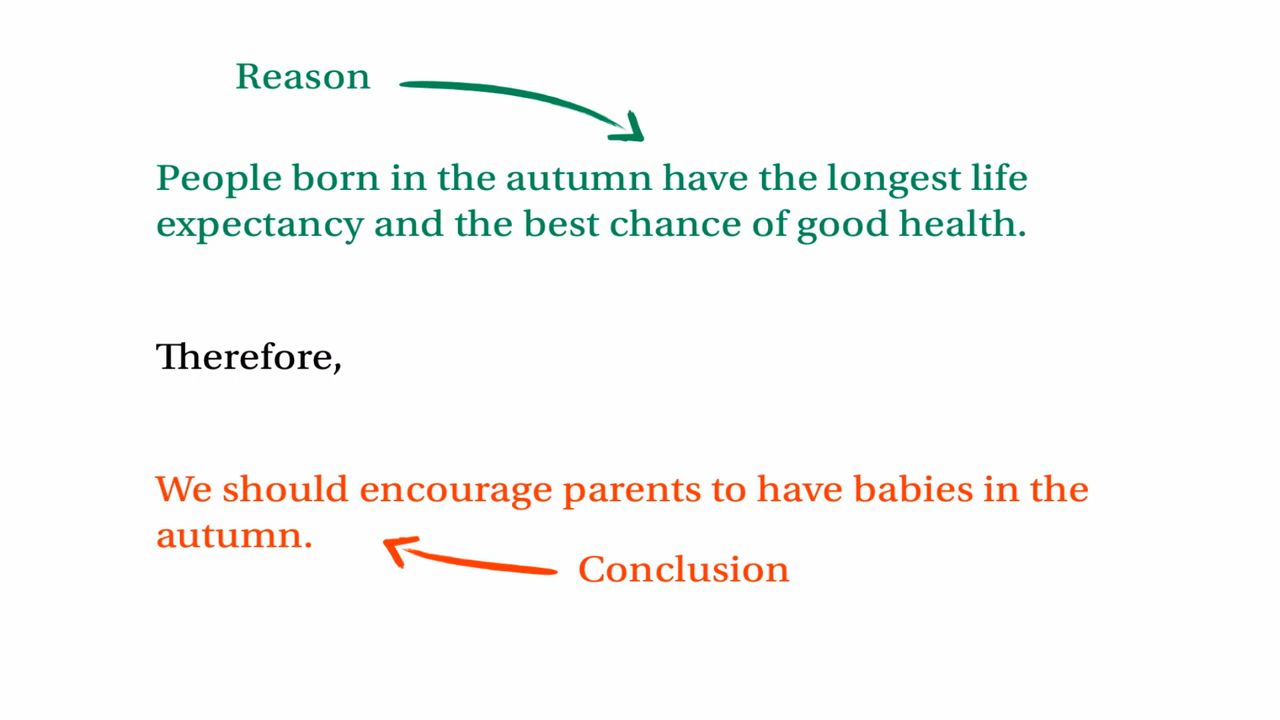 Reason
People born in the autumn have the longest life
expectancy and the best chance of good health.
Therefore,
We should encourage parents to have babies in the
autumn.
Conclusion